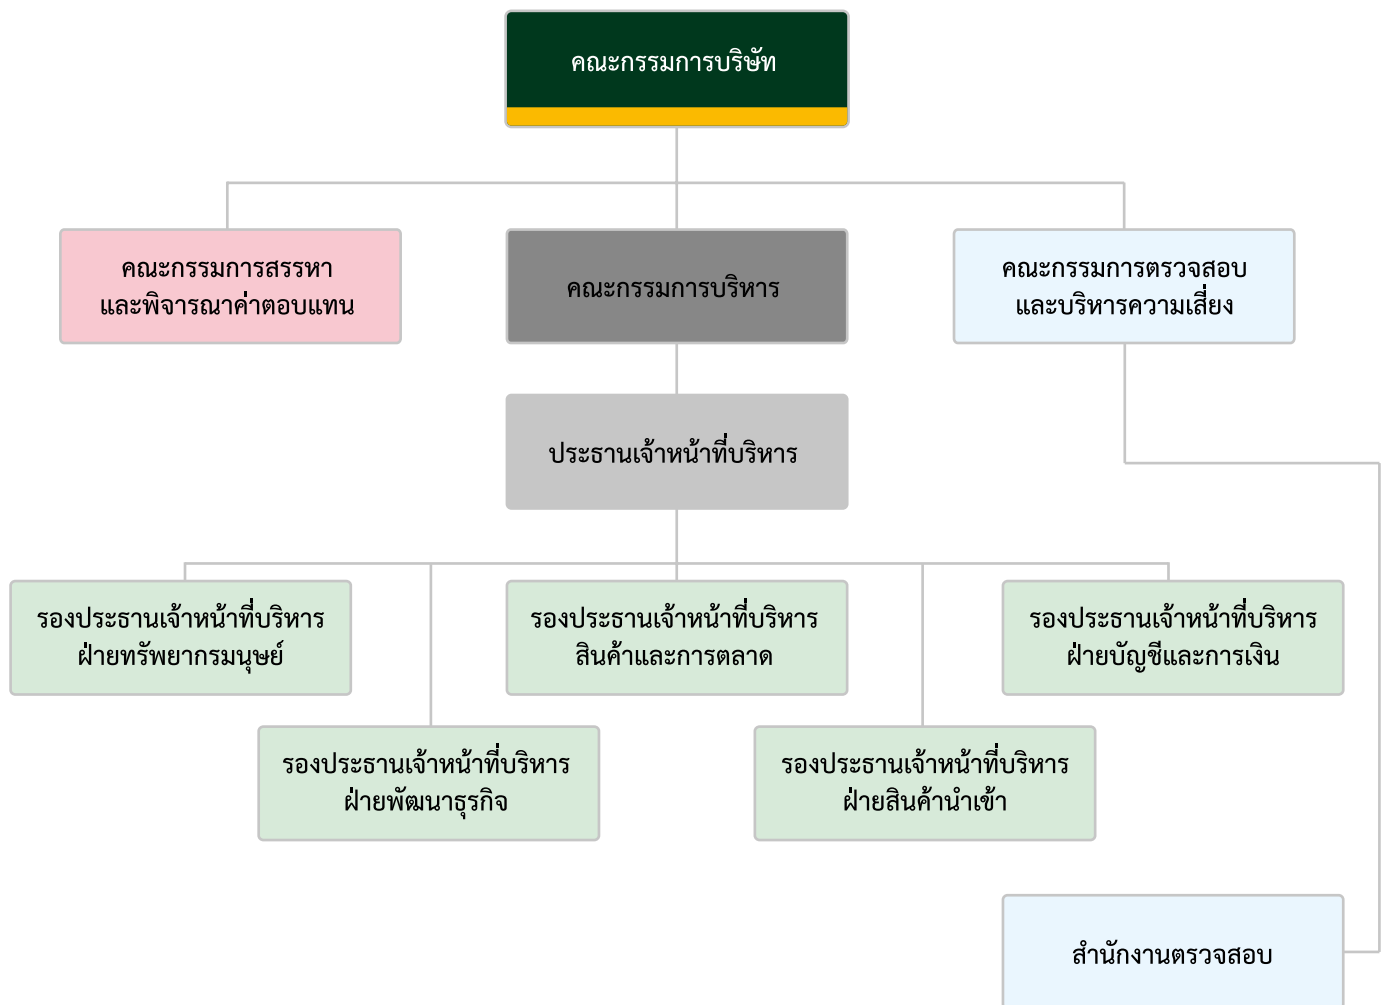 คณะกรรมการบริษัท
คณะกรรมการสรรหา
และพิจารณาค่าตอบแทน
คณะกรรมการบริหาร
คณะกรรมการตรวจสอบ
และบริหารความเสี่ยง
ประธานเจ้าหน้าที่บริหาร
รองประธานเจ้าหน้าที่บริหาร
ฝ่ายทรัพยากรมนุษย์
รองประธานเจ้าหน้าที่บริหาร
สินค้าและการตลาด
รองประธานเจ้าหน้าที่บริหาร
ฝ่ายบัญชีและการเงิน
รองประธานเจ้าหน้าที่บริหาร
ฝ่ายพัฒนาธุรกิจ
รองประธานเจ้าหน้าที่บริหาร
ฝ่ายสินค้านำเข้า
สำนักงานตรวจสอบ